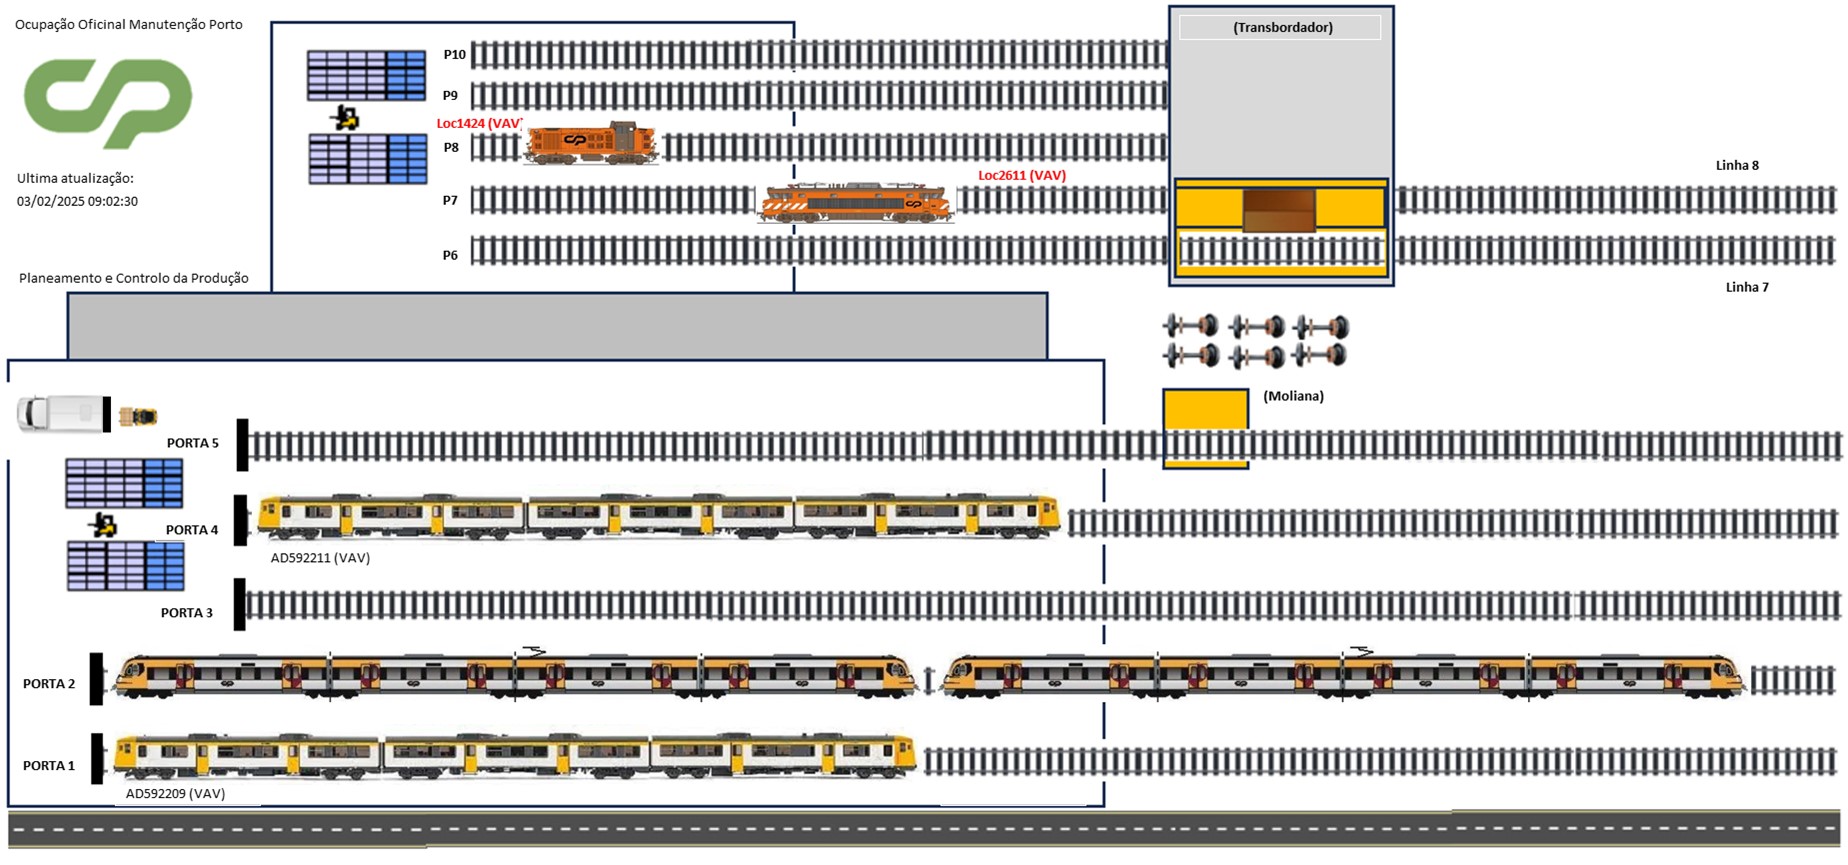 Ocupação Oficinal Manutenção Porto
(Transbordador)
P10
P9
Loc1424 (VAV)
P8
Linha 8
Ultima atualização:
Loc2611 (VAV)
03/02/2025 09:02:30
P7
P6
Planeamento e Controlo da Produção
Linha 7
(Moliana)
PORTA 5
PORTA 4
AD592211 (VAV)
PORTA 3
PORTA 2
PORTA 1
AD592209 (VAV)